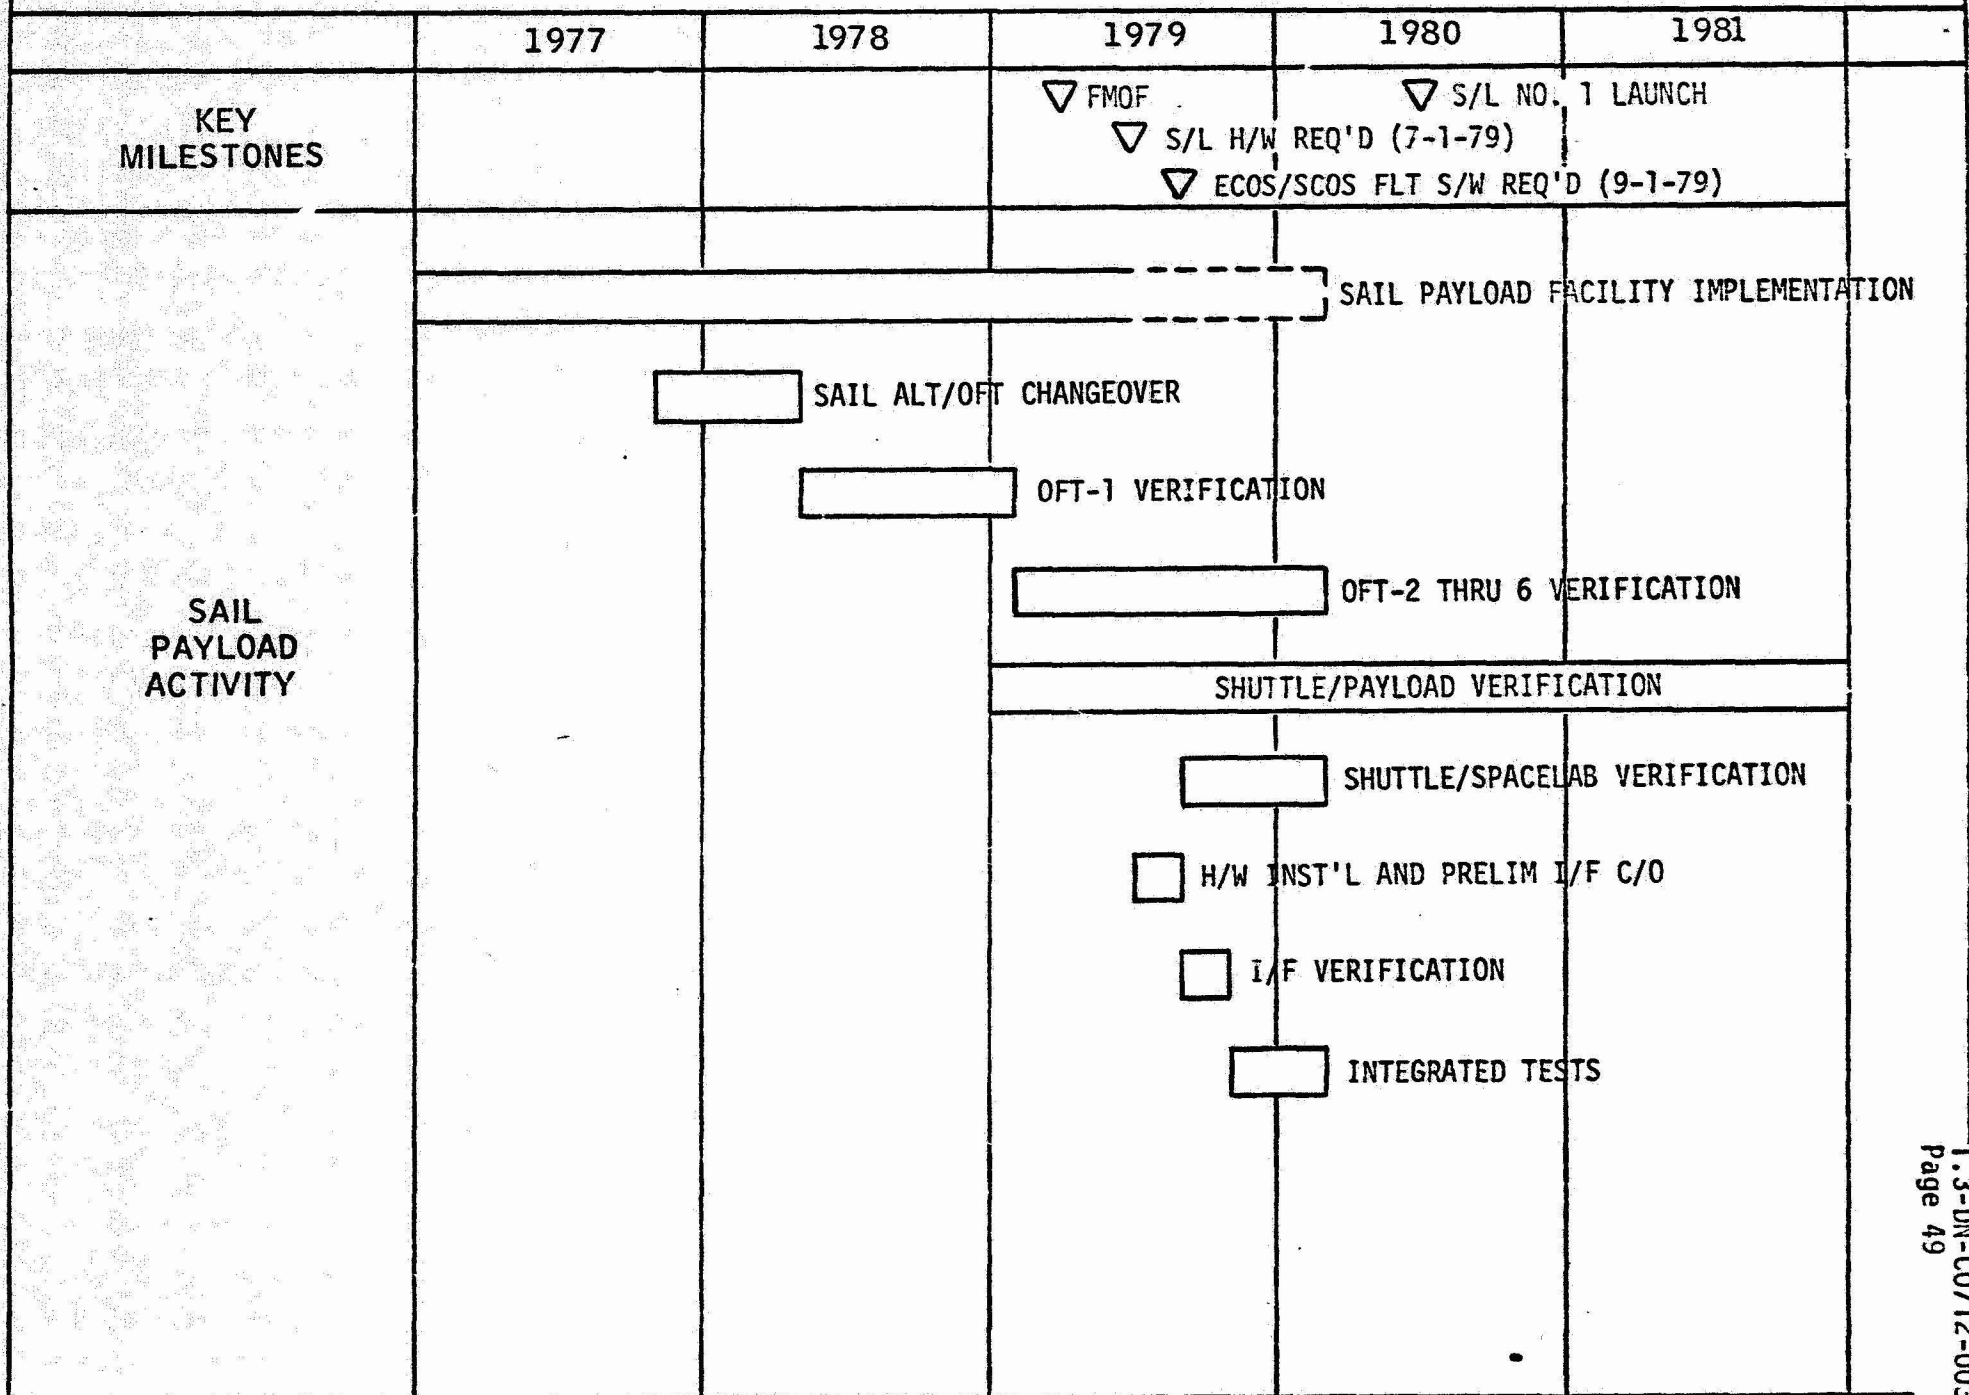 1977 1978 1979 1980 1981
KEY
MILESTONES
FMOF
S/L NO. 1 LAUNCH
S/L H/W REQ'D (7-1-79)
ECOS/SCOS FLT S/W REQ'D (9-1-79)
SAIL PAYLOAD FACILITY IMPLEMENTATION
SAIL ALT/OFT CHANGEOVER
OFT-1 VERIFICATION
OFT-2 THRU 6 VERIFICATION
SAIL
PAYLOAD
ACTIVITY
SHUTTLE/PAYLOAD VERIFICATION
SHUTTLE/SPACELAB VERIFICATION
H/W INST'L AND PRELIM I/F C/O
I/F VERIFICATION
INTEGRATED TESTS
Page 49